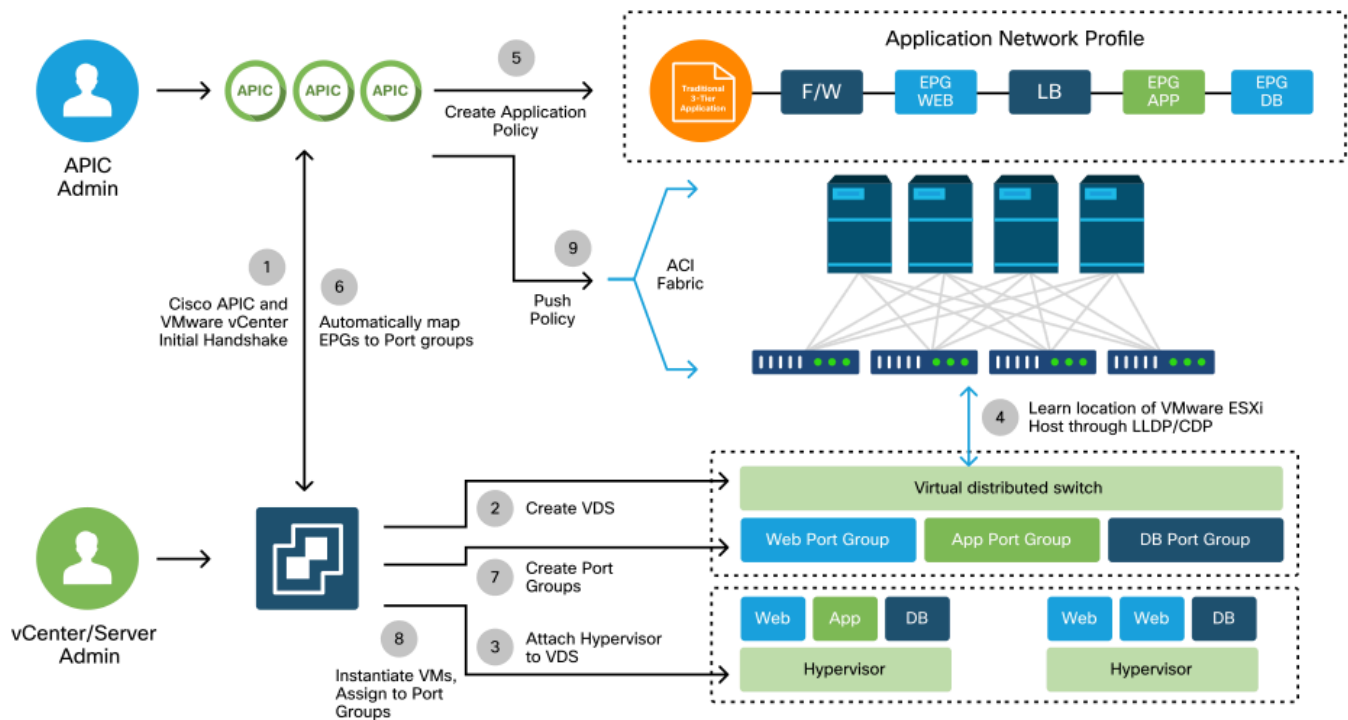 Application Network Profile
APIC
Admin
APIC
APIC
APIC
5
Create Application
Policy
Traditional
3-Tier
Application
F/W
EPG
WEB
LB
EPG
APP
EPG
DB
1
Cisco APIC and
VMware vCenter
Initial Handshake
6
Automatically map
EPGs to Port groups
9
Push
Policy
ACI
Fabric
4
Learn location of VMware ESXi
Host through LLDP/CDP
vCenter/Server
Admin
2
Create VDS
7
Create Port
Groups
8
Instantiate VMs,
Assign to Port
Groups
3
Attach Hypervisor
to VDS
Virtual distributed switch
Web Port Group
App Port Group
DB Port Group
Web
App
DB
Hypervisor
Web
Web
DB
Hypervisor